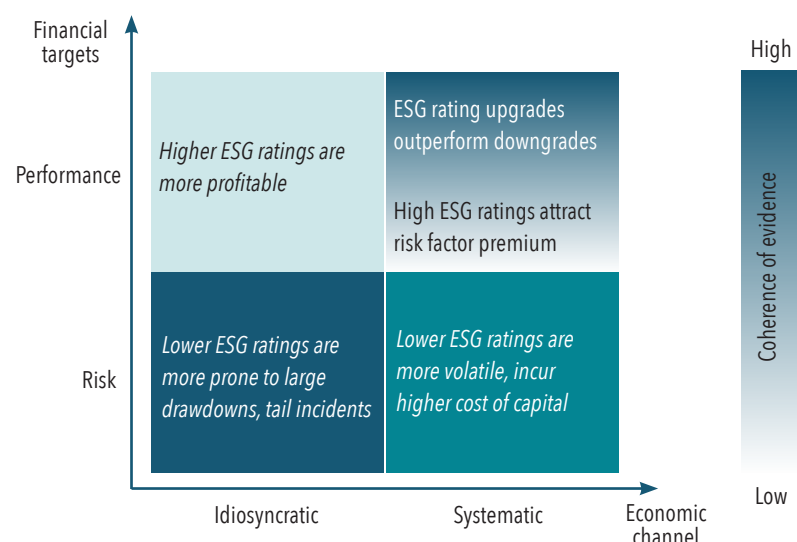 Financial
targets
High
ESG rating upgrades
outperform downgrades
Higher ESG ratings are
more profitable
Performance
High ESG ratings attract
risk factor premium
Coherence of evidence
Lower ESG ratings are
more prone to large
drawdowns, tail incidents
Lower ESG ratings are
more volatile, incur
higher cost of capital
Risk
Low
Idiosyncratic
Systematic
Economic
channel